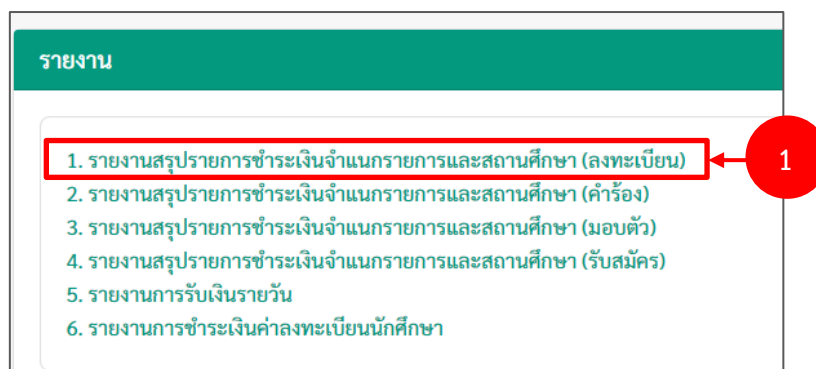 รายงาน
1. รายงานสรุปรายการชำระเงินจำแนกรายการและสถานศึกษา (ลงทะเบียน)
1
2. รายงานสรุปรายการชำระเงินจำแนกรายการและสถานศึกษา (คำร้อง)
3. รายงานสรุปรายการชำระเงินจำแนกรายการและสถานศึกษา (มอบตัว)
4. รายงานสรุปรายการชำระเงินจำแนกรายการและสถานศึกษา (รับสมัคร)
5. รายงานการรับเงินรายวัน
6. รายงานการชำระเงินค่าลงทะเบียนนักศึกษา